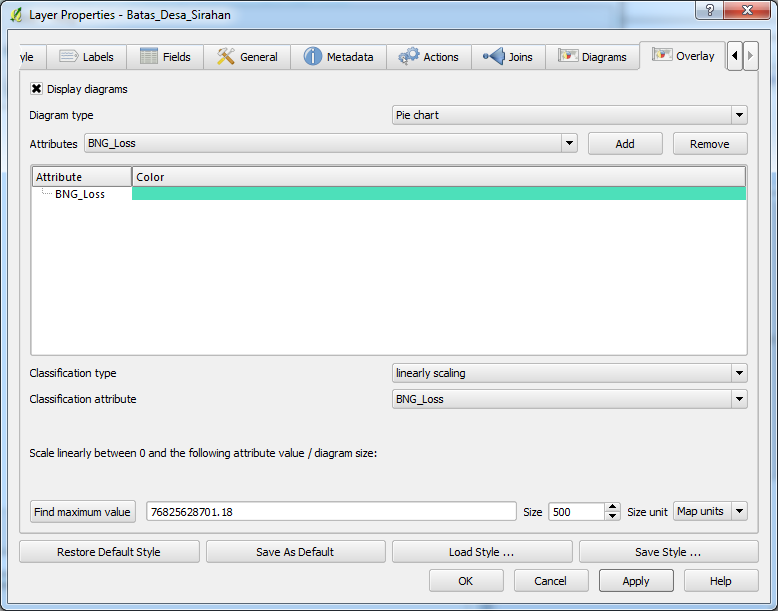 Layer Properties - Batas_Desa_Sirahan
?
yle Labels Fields General Metadata Actions Joins Diagrams Overlay
Display diagrams
Diagram type Pie chart
Attributes BNG_Loss Add Remove
Attribute Color
BNG_Loss
Classification type linearly scaling
Classification attribute BNG_Loss
Scale linearly between 0 and the following attribute value / diagram size:
Find maximum value 76825628701.18 Size 500 Size unit Map units
Restore Default Style Save As Default Load Style ... Save Style ...
OK Cancel Apply Help